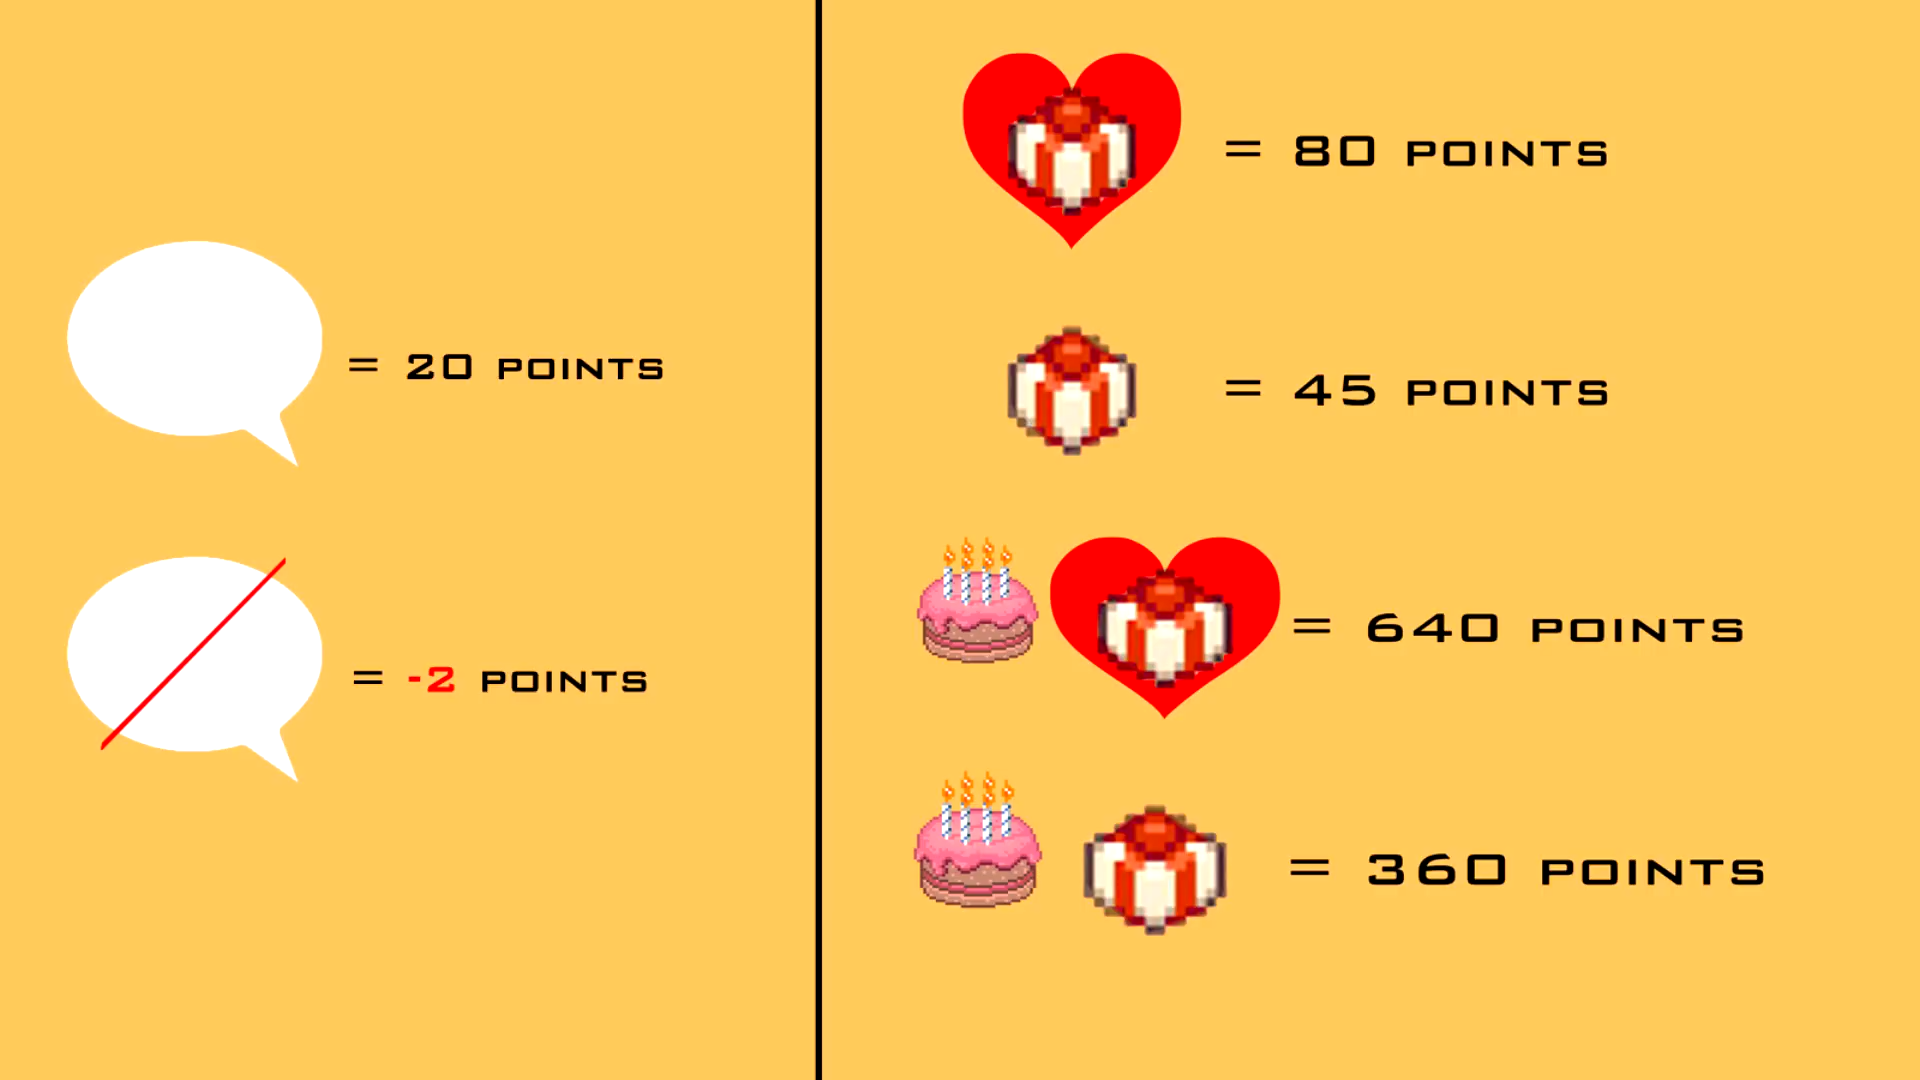 = 20 POINTS
= -2 POINTS
= 80 POINTS
= 45 POINTS
= 640 POINTS
= 360 POINTS